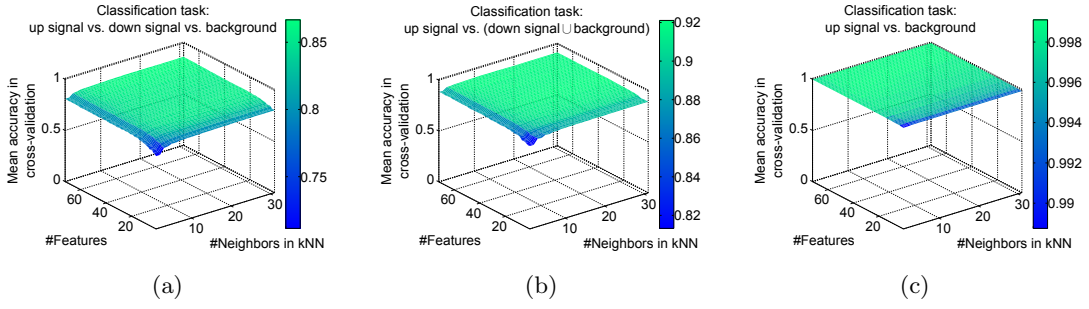 Classification task:
up signal vs. down signal vs. background
Mean accuracy in
cross-validation
1
0.5
0
60
40
20
#Features
10
20
30
#Neighbors in kNN
0.85
0.8
0.75
(a)
Classification task:
up signal vs. (down signal ∪ background)
Mean accuracy in
cross-validation
1
0.5
0
60
40
20
#Features
10
20
30
#Neighbors in kNN
0.92
0.9
0.88
0.86
0.84
0.82
(b)
Classification task:
up signal vs. background
Mean accuracy in
cross-validation
1
0.5
0
60
40
20
#Features
10
20
30
#Neighbors in kNN
0.998
0.996
0.994
0.992
0.99
(c)